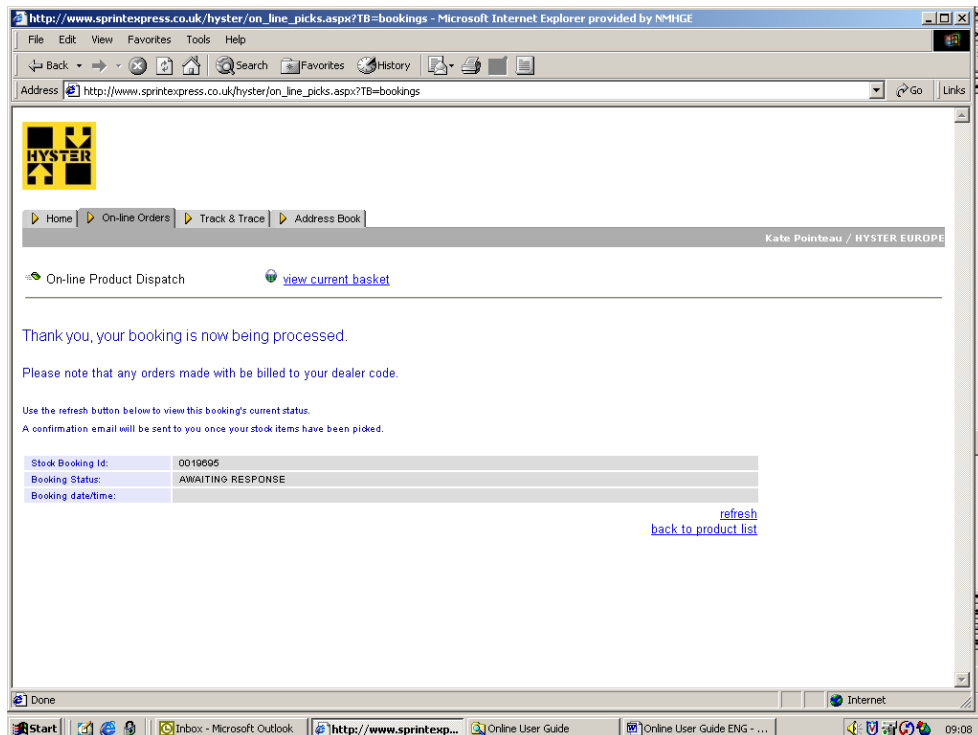 http://www.sprintexpress.co.uk/hyster/on_line_picks.aspx?TB=bookings - Microsoft Internet Explorer provided by NMHGE
File Edit View Favorites Tools Help
Back Search Favorites History
Address http://www.sprintexpress.co.uk/hyster/on_line_picks.aspx?TB=bookings Go Links
HYSTER
Home On-line Orders Track & Trace Address Book
Kate Pointeau / HYSTER EUROPE
On-line Product Dispatch view current basket
Thank you, your booking is now being processed.
Please note that any orders made with be billed to your dealer code.
Use the refresh button below to view this booking's current status.
A confirmation email will be sent to you once your stock items have been picked.
Stock Booking Id: 0019695
Booking Status: AWAITING RESPONSE
Booking date/time:
refresh
back to product list
Done Internet
Start Inbox - Microsoft Outlook http://www.sprintexp... Online User Guide Online User Guide ENG - ... 09:08